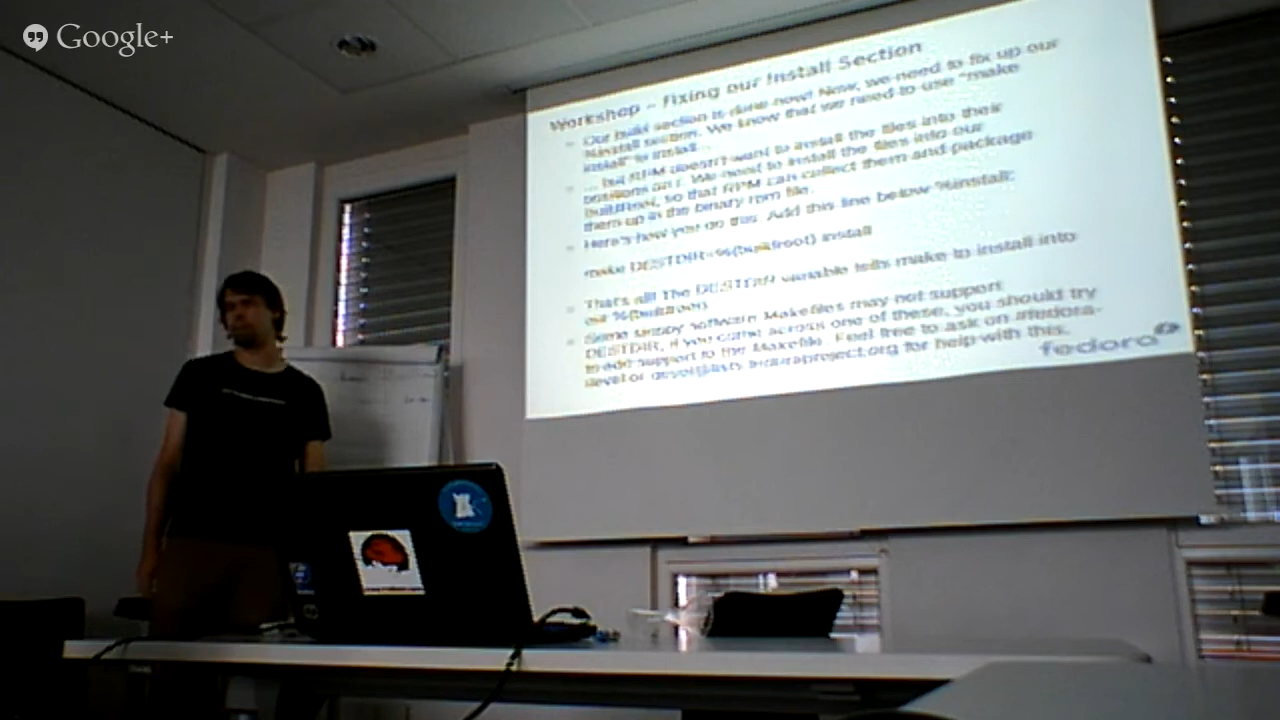 Google+
Workshop – Fixing our Install Section
Our build section is done now! Now, we need to fix up our
%install section. We know that we need to use "make
install" to install...
... but RPM doesn't want to install the files into their
positions on /. We need to install the files into our
buildroot, so that RPM can collect them and package
them up in the binary rpm file.
Here's how you do this. Add this line below %install:
make DESTDIR=%{buildroot} install
That's all! The DESTDIR variable tells make to install into
our %{buildroot}.
Some sloppy software Makefiles may not support
DESTDIR, if you come across one of these, you should try
to add support to the Makefile. Feel free to ask on #fedora-
devel or devel@lists.fedoraproject.org for help with this.
fedora